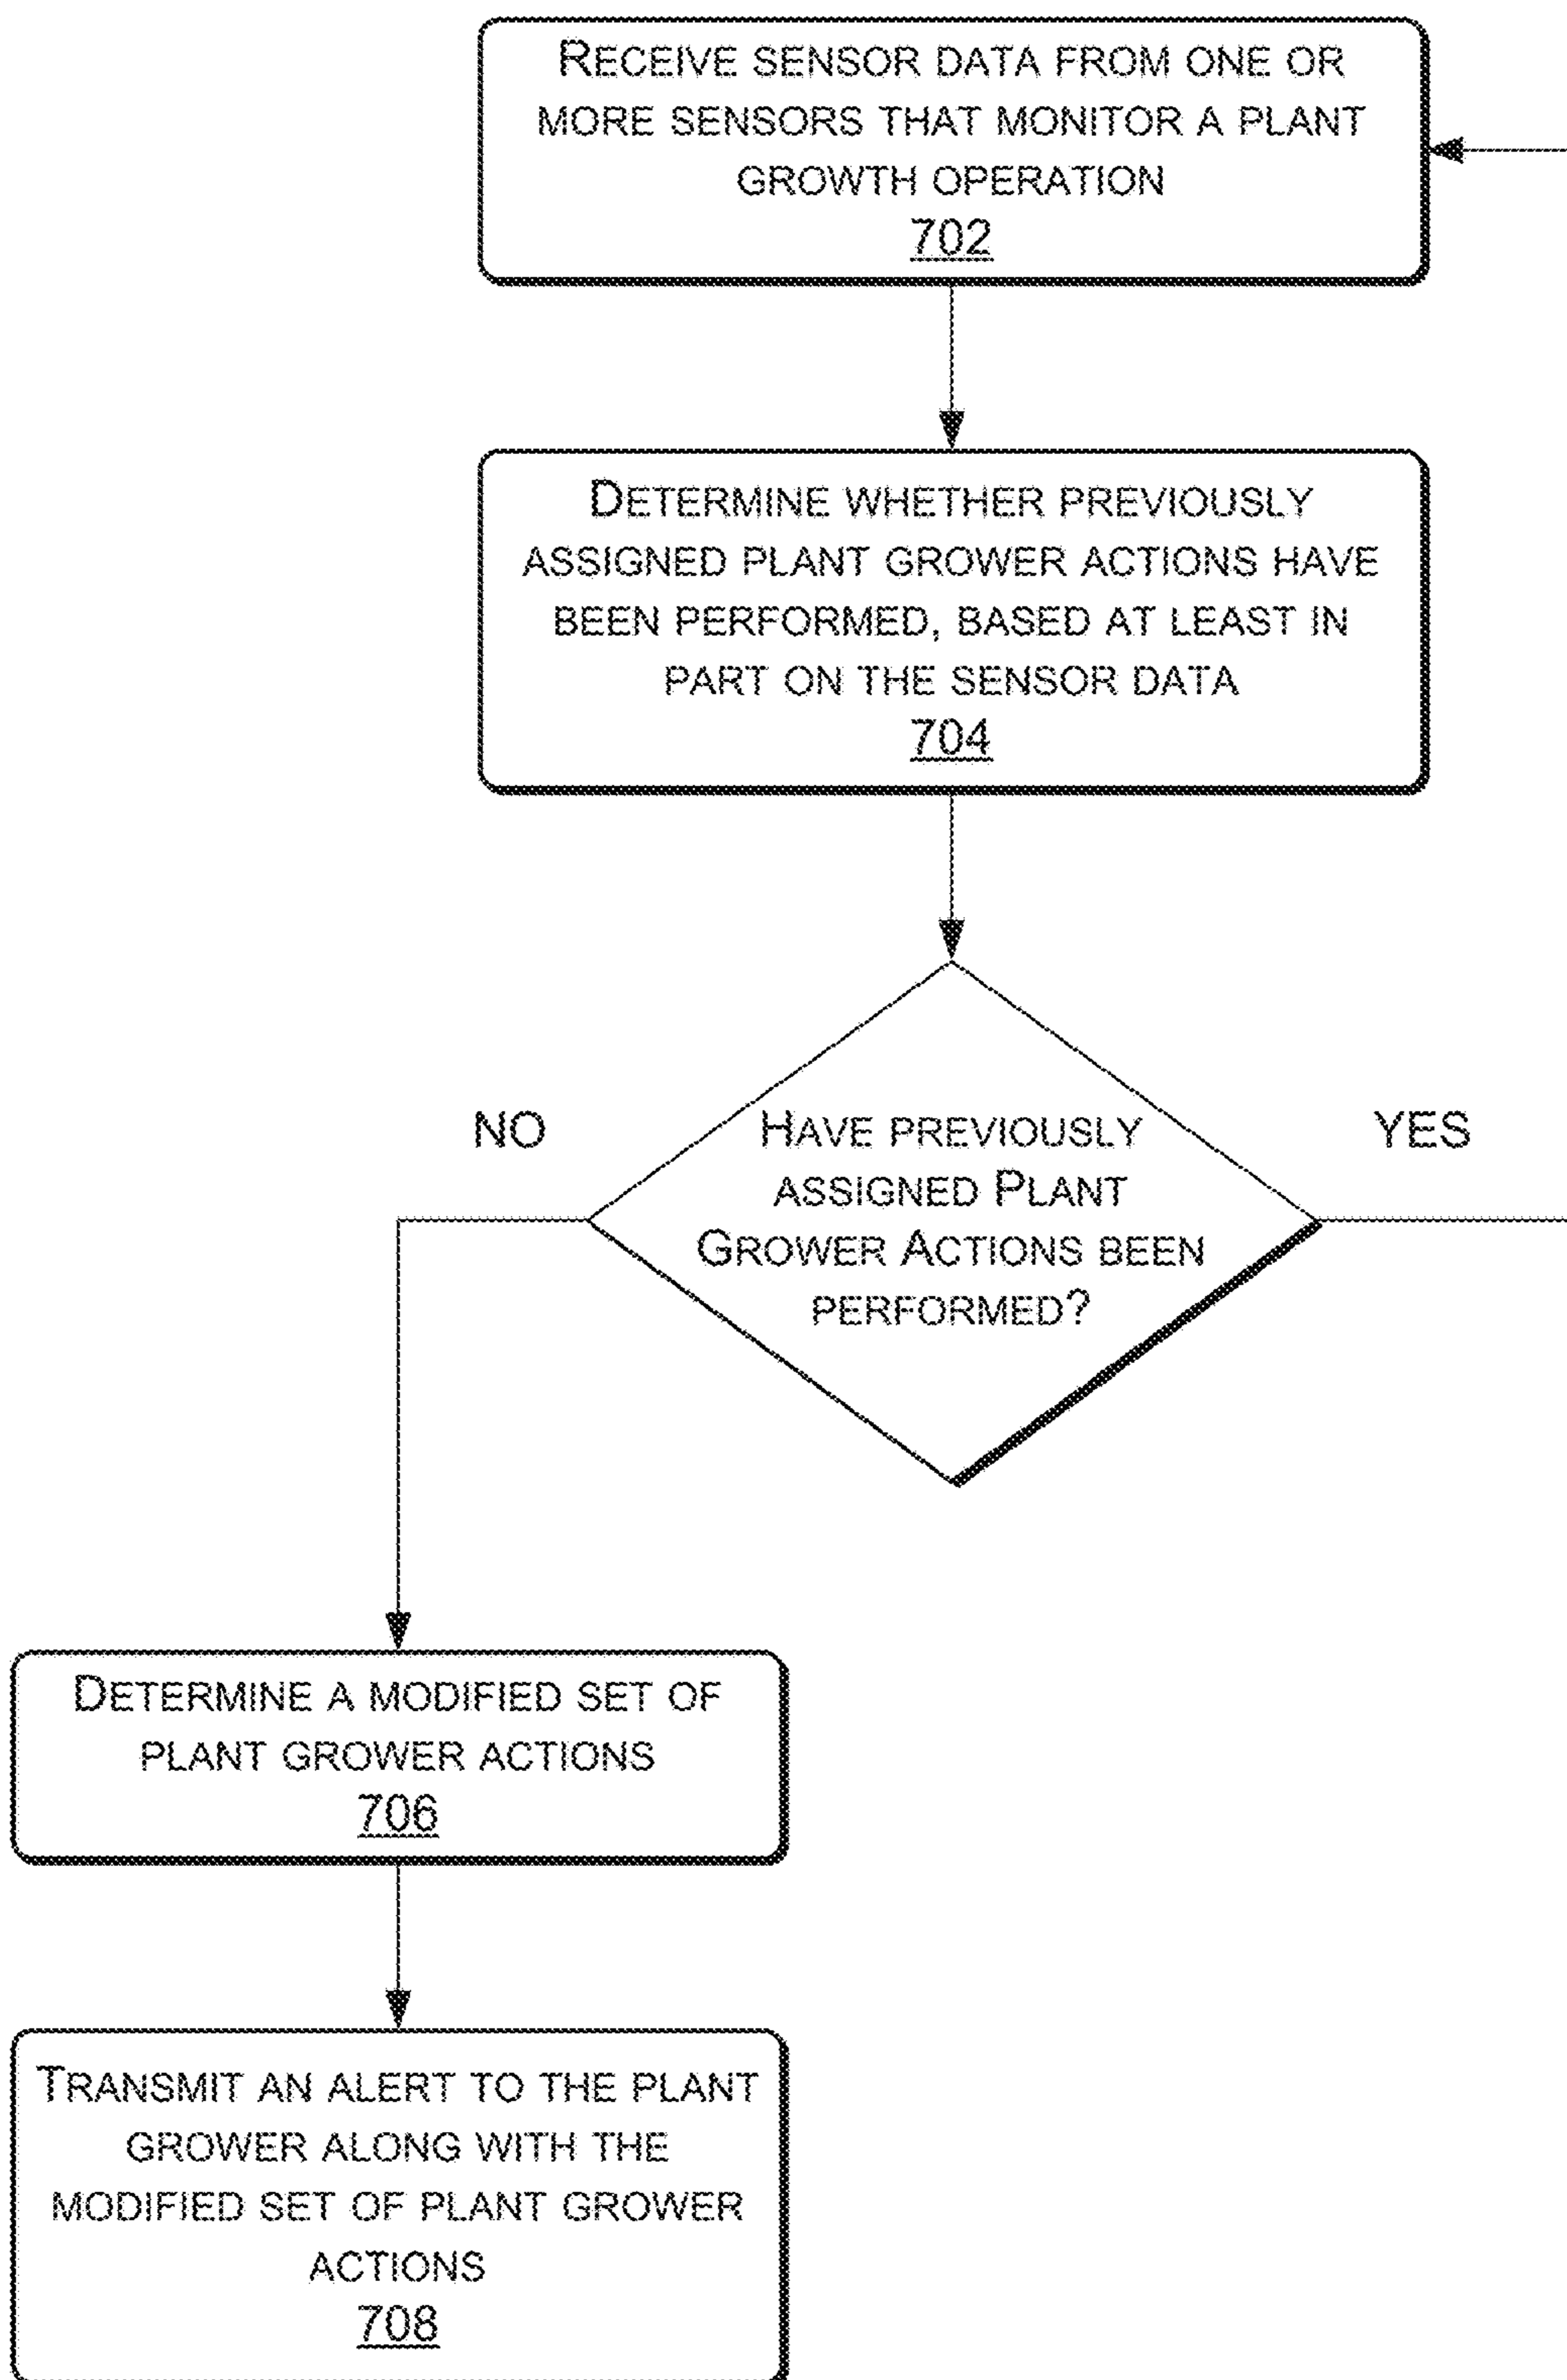 RECEIVE SENSOR DATA FROM ONE OR
MORE SENSORS THAT MONITOR A PLANT
GROWTH OPERATION
702
DETERMINE WHETHER PREVIOUSLY
ASSIGNED PLANT GROWER ACTIONS HAVE
BEEN PERFORMED, BASED AT LEAST IN
PART ON THE SENSOR DATA
704
NO
YES
HAVE PREVIOUSLY
ASSIGNED PLANT
GROWER ACTIONS BEEN
PERFORMED?
DETERMINE A MODIFIED SET OF
PLANT GROWER ACTIONS
706
TRANSMIT AN ALERT TO THE PLANT
GROWER ALONG WITH THE
MODIFIED SET OF PLANT GROWER
ACTIONS
708